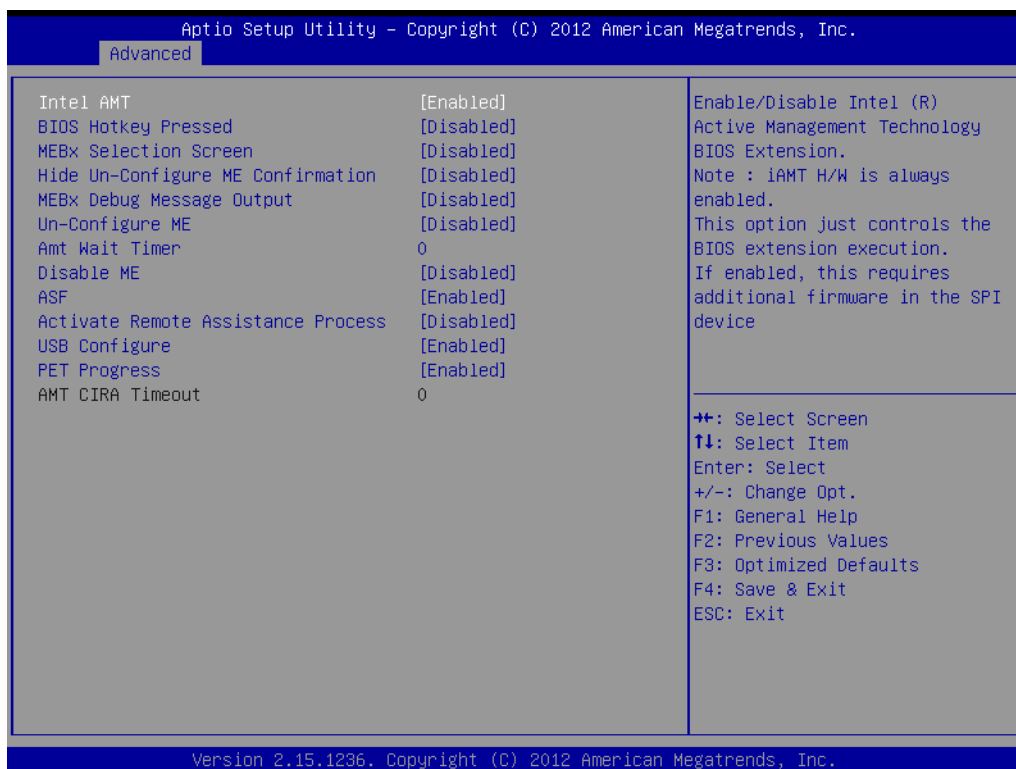 Aptio Setup Utility – Copyright (C) 2012 American Megatrends, Inc.
Advanced
Intel AMT [Enabled]
BIOS Hotkey Pressed [Disabled]
MEBx Selection Screen [Disabled]
Hide Un-Configure ME Confirmation [Disabled]
MEBx Debug Message Output [Disabled]
Un-Configure ME [Disabled]
Amt Wait Timer 0
Disable ME [Disabled]
ASF [Enabled]
Activate Remote Assistance Process [Disabled]
USB Configure [Enabled]
PET Progress [Enabled]
AMT CIRA Timeout 0
Enable/Disable Intel (R)
Active Management Technology
BIOS Extension.
Note : iAMT H/W is always
enabled.
This option just controls the
BIOS extension execution.
If enabled, this requires
additional firmware in the SPI
device
→←: Select Screen
↑↓: Select Item
Enter: Select
+/-: Change Opt.
F1: General Help
F2: Previous Values
F3: Optimized Defaults
F4: Save & Exit
ESC: Exit
Version 2.15.1236. Copyright (C) 2012 American Megatrends, Inc.